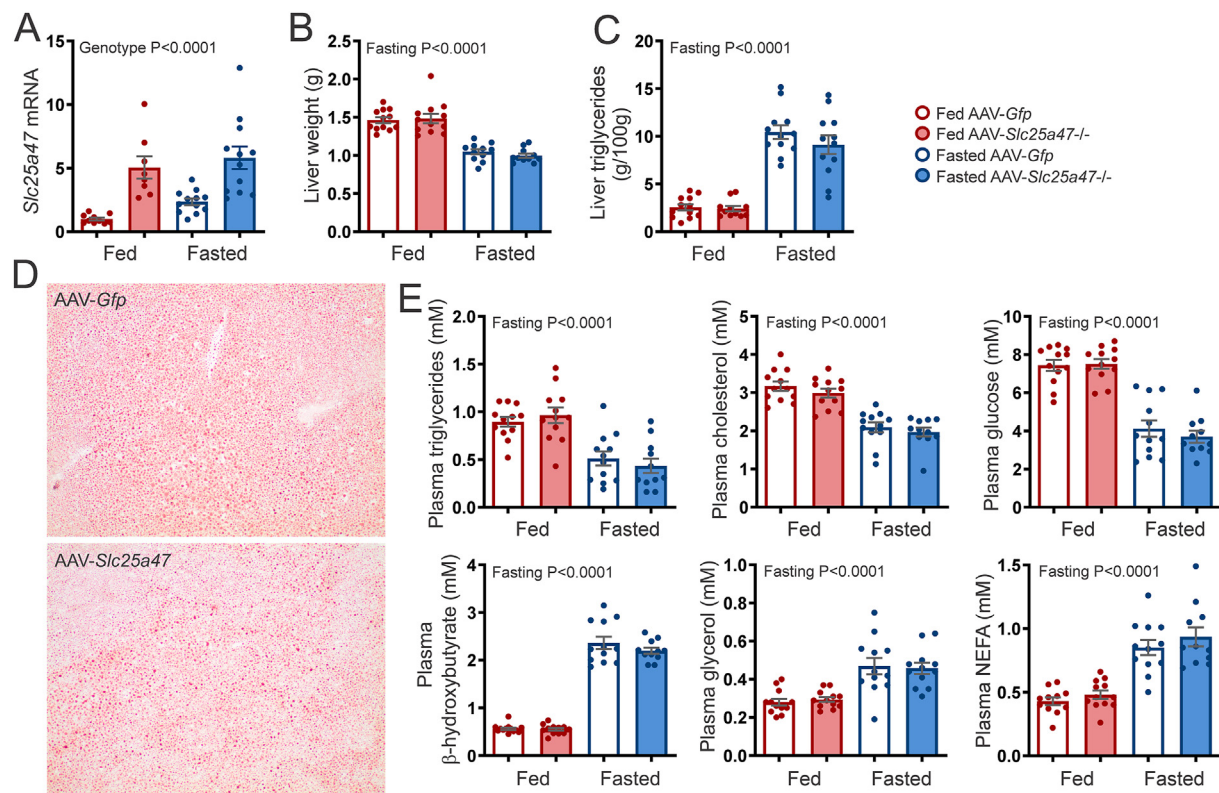 A
Genotype P<0.0001
Slc25a47 mRNA
15
10
5
0
Fed
Fasted
B
Fasting P<0.0001
Liver weight (g)
2.5
2.0
1.5
1.0
0.5
0.0
Fed
Fasted
C
Fasting P<0.0001
Liver triglycerides
(g/100g)
20
15
10
5
0
Fed
Fasted
Fed AAV-Gfp
Fed AAV-Slc25a47-/-
Fasted AAV-Gfp
Fasted AAV-Slc25a47-/-
D
AAV-Gfp
AAV-Slc25a47
E
Fasting P<0.0001
Plasma triglycerides (mM)
2.0
1.5
1.0
0.5
0.0
Fed
Fasted
Fasting P<0.0001
Plasma cholesterol (mM)
5
4
3
2
1
0
Fed
Fasted
Fasting P<0.0001
Plasma glucose (mM)
10
8
6
4
2
0
Fed
Fasted
Fasting P<0.0001
Plasma
β-hydroxybutyrate (mM)
4
3
2
1
0
Fed
Fasted
Fasting P<0.0001
Plasma glycerol (mM)
1.0
0.8
0.6
0.4
0.2
0.0
Fed
Fasted
Fasting P<0.0001
Plasma NEFA (mM)
1.5
1.0
0.5
0.0
Fed
Fasted